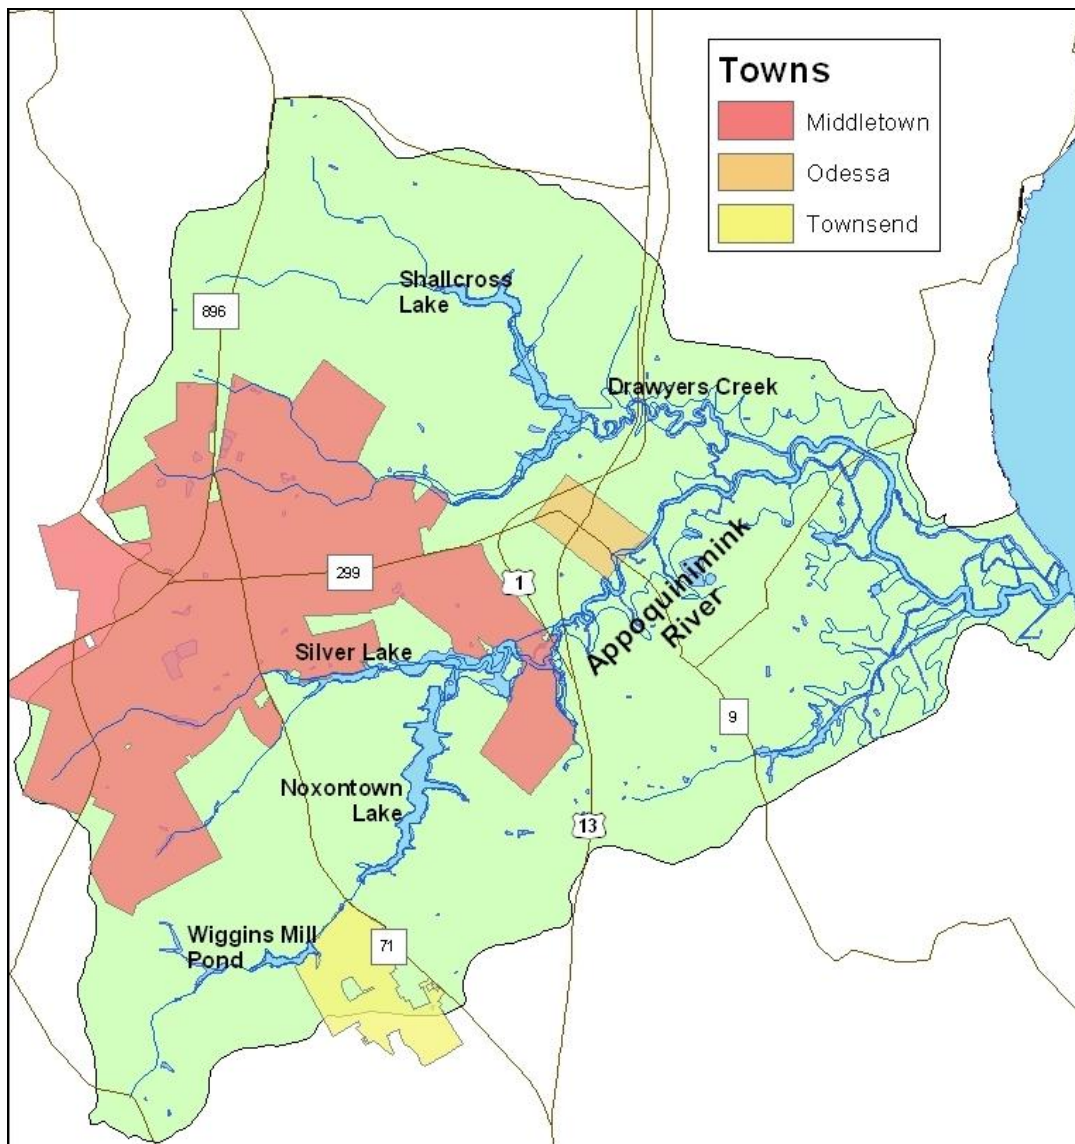 Towns
Middletown
Odessa
Townsend
Shallcross
Lake
896
Drawyers Creek
299
1
Appoquinimink
River
Silver Lake
9
Noxontown
Lake
13
Wiggins Mill
Pond
71